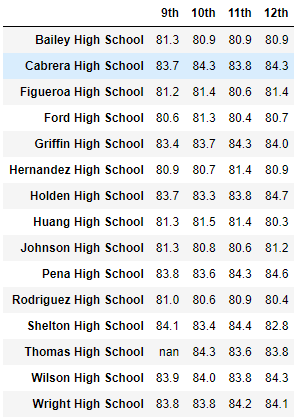 9th 10th 11th 12th
Bailey High School 81.3 80.9 80.9 80.9
Cabrera High School 83.7 84.3 83.8 84.3
Figueroa High School 81.2 81.4 80.6 81.4
Ford High School 80.6 81.3 80.4 80.7
Griffin High School 83.4 83.7 84.3 84.0
Hernandez High School 80.9 80.7 81.4 80.9
Holden High School 83.7 83.3 83.8 84.7
Huang High School 81.3 81.5 81.4 80.3
Johnson High School 81.3 80.8 80.6 81.2
Pena High School 83.8 83.6 84.3 84.6
Rodriguez High School 81.0 80.6 80.9 80.4
Shelton High School 84.1 83.4 84.4 82.8
Thomas High School nan 84.3 83.6 83.8
Wilson High School 83.9 84.0 83.8 84.3
Wright High School 83.8 83.8 84.2 84.1